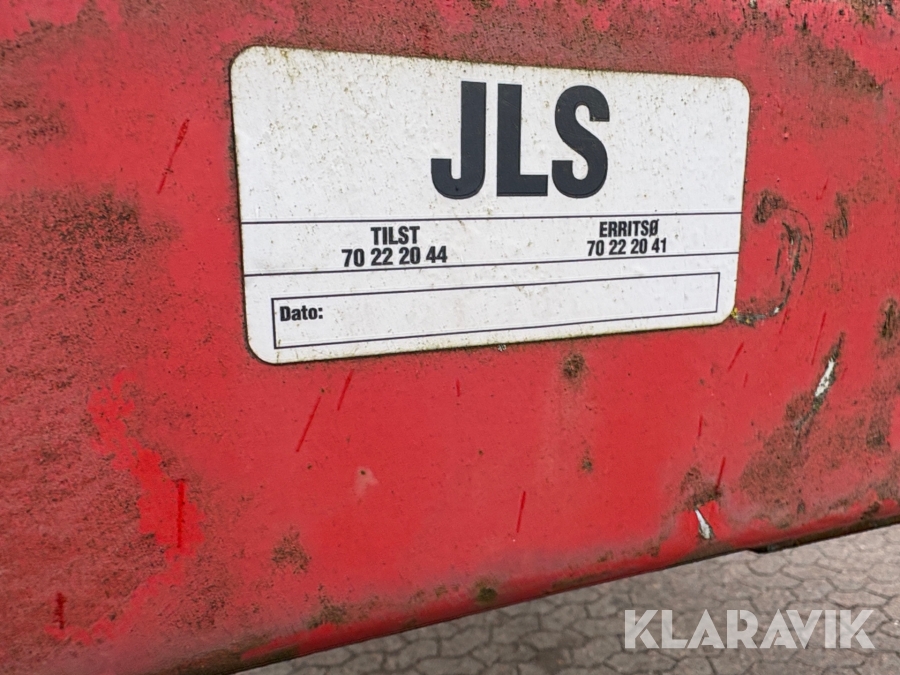 JLS
TILST
70 22 20 44
ERRITSØ
70 22 20 41
Dato:
KLARAVIK